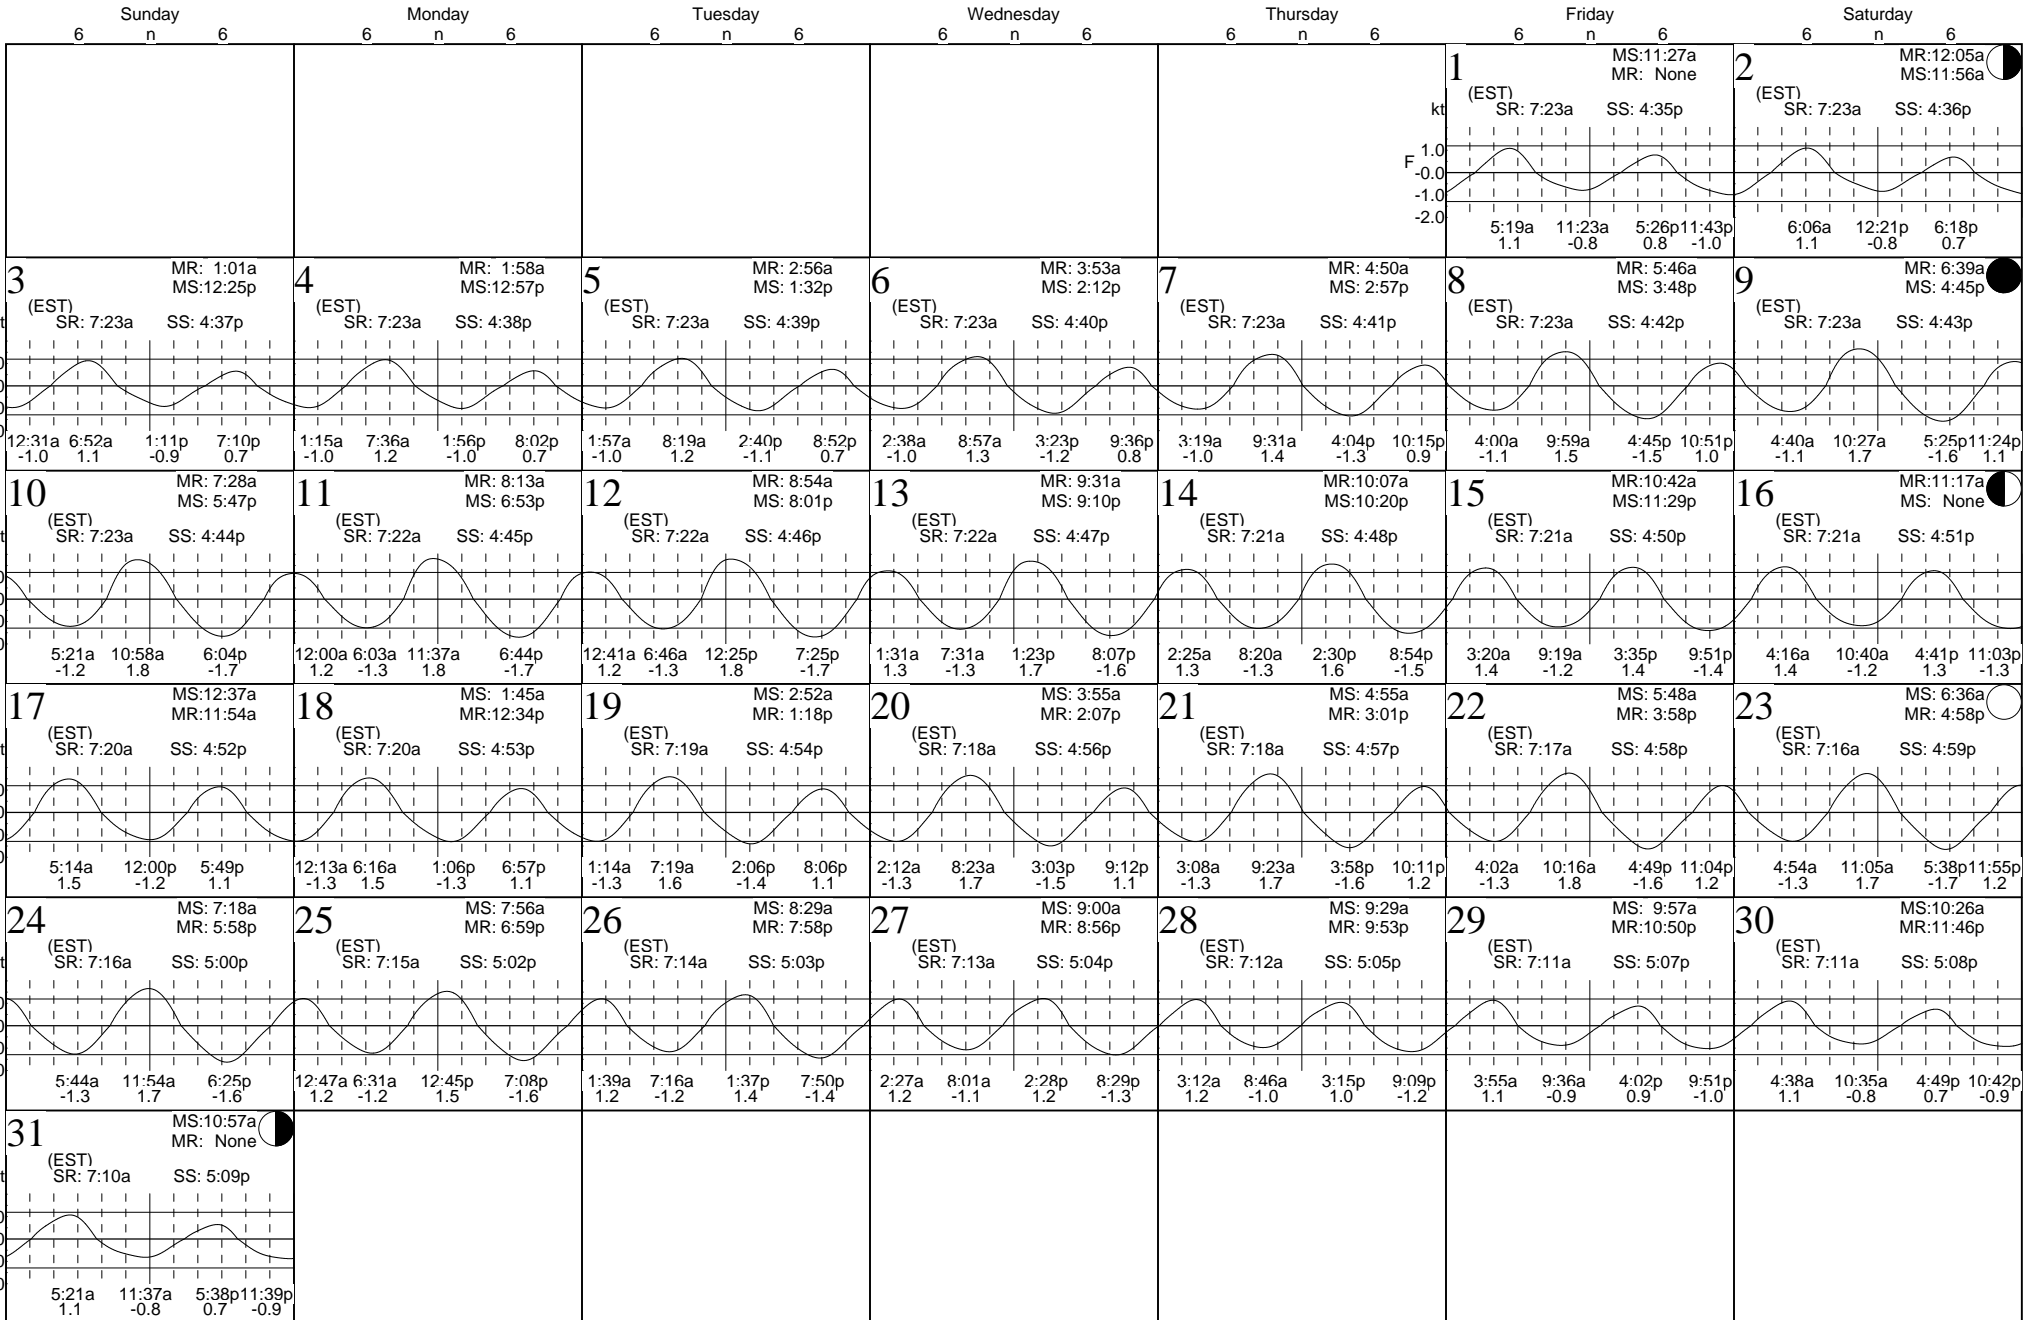 Sunday Monday Tuesday Wednesday Thursday Friday Saturday
6 n 6 6 n 6 6 n 6 6 n 6 6 n 6 6 n 6 6 n 6
1
MS:11:27a
MR: None
(EST)
SR: 7:23a SS: 4:35p
kt
F
1.0
-0.0
-1.0
-2.0
5:19a 11:23a 5:26p 11:43p
1.1 -0.8 0.8 -1.0
2
MR:12:05a
MS:11:56a
(EST)
SR: 7:23a SS: 4:36p
6:06a 12:21p 6:18p
1.1 -0.8 0.7
3
MR: 1:01a
MS:12:25p
(EST)
SR: 7:23a SS: 4:37p
12:31a 6:52a 1:11p 7:10p
-1.0 1.1 -0.9 0.7
4
MR: 1:58a
MS:12:57p
(EST)
SR: 7:23a SS: 4:38p
1:15a 7:36a 1:56p 8:02p
-1.0 1.2 -1.0 0.7
5
MR: 2:56a
MS: 1:32p
(EST)
SR: 7:23a SS: 4:39p
1:57a 8:19a 2:40p 8:52p
-1.0 1.2 -1.1 0.7
6
MR: 3:53a
MS: 2:12p
(EST)
SR: 7:23a SS: 4:40p
2:38a 8:57a 3:23p 9:36p
-1.0 1.3 -1.2 0.8
7
MR: 4:50a
MS: 2:57p
(EST)
SR: 7:23a SS: 4:41p
3:19a 9:31a 4:04p 10:15p
-1.0 1.4 -1.3 0.9
8
MR: 5:46a
MS: 3:48p
(EST)
SR: 7:23a SS: 4:42p
4:00a 9:59a 4:45p 10:51p
-1.1 1.5 -1.5 1.0
9
MR: 6:39a
MS: 4:45p
(EST)
SR: 7:23a SS: 4:43p
4:40a 10:27a 5:25p 11:24p
-1.1 1.7 -1.6 1.1
10
MR: 7:28a
MS: 5:47p
(EST)
SR: 7:23a SS: 4:44p
5:21a 10:58a 6:04p
-1.2 1.8 -1.7
11
MR: 8:13a
MS: 6:53p
(EST)
SR: 7:22a SS: 4:45p
12:00a 6:03a 11:37a 6:44p
1.2 -1.3 1.8 -1.7
12
MR: 8:54a
MS: 8:01p
(EST)
SR: 7:22a SS: 4:46p
12:41a 6:46a 12:25p 7:25p
1.2 -1.3 1.8 -1.7
13
MR: 9:31a
MS: 9:10p
(EST)
SR: 7:22a SS: 4:47p
1:31a 7:31a 1:23p 8:07p
1.3 -1.3 1.7 -1.6
14
MR:10:07a
MS:10:20p
(EST)
SR: 7:21a SS: 4:48p
2:25a 8:20a 2:30p 8:54p
1.3 -1.3 1.6 -1.5
15
MR:10:42a
MS:11:29p
(EST)
SR: 7:21a SS: 4:50p
3:20a 9:19a 3:35p 9:51p
1.4 -1.2 1.4 -1.4
16
MR:11:17a
MS: None
(EST)
SR: 7:21a SS: 4:51p
4:16a 10:40a 4:41p 11:03p
1.4 -1.2 1.3 -1.3
17
MS:12:37a
MR:11:54a
(EST)
SR: 7:20a SS: 4:52p
5:14a 12:00p 5:49p
1.5 -1.2 1.1
18
MS: 1:45a
MR:12:34p
(EST)
SR: 7:20a SS: 4:53p
12:13a 6:16a 1:06p 6:57p
-1.3 1.5 -1.3 1.1
19
MS: 2:52a
MR: 1:18p
(EST)
SR: 7:19a SS: 4:54p
1:14a 7:19a 2:06p 8:06p
-1.3 1.6 -1.4 1.1
20
MS: 3:55a
MR: 2:07p
(EST)
SR: 7:18a SS: 4:56p
2:12a 8:23a 3:03p 9:12p
-1.3 1.7 -1.5 1.1
21
MS: 4:55a
MR: 3:01p
(EST)
SR: 7:18a SS: 4:57p
3:08a 9:23a 3:58p 10:11p
-1.3 1.7 -1.6 1.2
22
MS: 5:48a
MR: 3:58p
(EST)
SR: 7:17a SS: 4:58p
4:02a 10:16a 4:49p 11:04p
-1.3 1.8 -1.6 1.2
23
MS: 6:36a
MR: 4:58p
(EST)
SR: 7:16a SS: 4:59p
4:54a 11:05a 5:38p 11:55p
-1.3 1.7 -1.7 1.2
24
MS: 7:18a
MR: 5:58p
(EST)
SR: 7:16a SS: 5:00p
5:44a 11:54a 6:25p
-1.3 1.7 -1.6
25
MS: 7:56a
MR: 6:59p
(EST)
SR: 7:15a SS: 5:02p
12:47a 6:31a 12:45p 7:08p
1.2 -1.2 1.5 -1.6
26
MS: 8:29a
MR: 7:58p
(EST)
SR: 7:14a SS: 5:03p
1:39a 7:16a 1:37p 7:50p
1.2 -1.2 1.4 -1.4
27
MS: 9:00a
MR: 8:56p
(EST)
SR: 7:13a SS: 5:04p
2:27a 8:01a 2:28p 8:29p
1.2 -1.1 1.2 -1.3
28
MS: 9:29a
MR: 9:53p
(EST)
SR: 7:12a SS: 5:05p
3:12a 8:46a 3:15p 9:09p
1.2 -1.0 1.0 -1.2
29
MS: 9:57a
MR:10:50p
(EST)
SR: 7:11a SS: 5:07p
3:55a 9:36a 4:02p 9:51p
1.1 -0.9 0.9 -1.0
30
MS:10:26a
MR:11:46p
(EST)
SR: 7:11a SS: 5:08p
4:38a 10:35a 4:49p 10:42p
1.1 -0.8 0.7 -0.9
31
MS:10:57a
MR: None
(EST)
SR: 7:10a SS: 5:09p
5:21a 11:37a 5:38p 11:39p
1.1 -0.8 0.7 -0.9